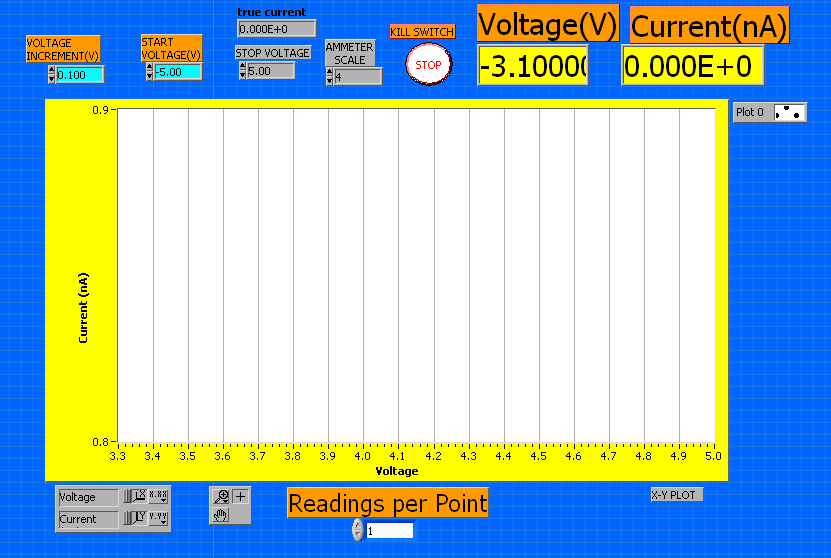 true current
0.000E+0
VOLTAGE
INCREMENT(V)
0.100
START
VOLTAGE(V)
-5.00
STOP VOLTAGE
5.00
AMMETER
SCALE
4
KILL SWITCH
STOP
Voltage(V)
-3.1000
Current(nA)
0.000E+0
Plot 0
0.9
Current (nA)
0.8
3.3 3.4 3.5 3.6 3.7 3.8 3.9 4.0 4.1 4.2 4.3 4.4 4.5 4.6 4.7 4.8 4.9 5.0
Voltage
Voltage
X
X.XX
Current
Y
Y.YY
Readings per Point
1
X-Y PLOT